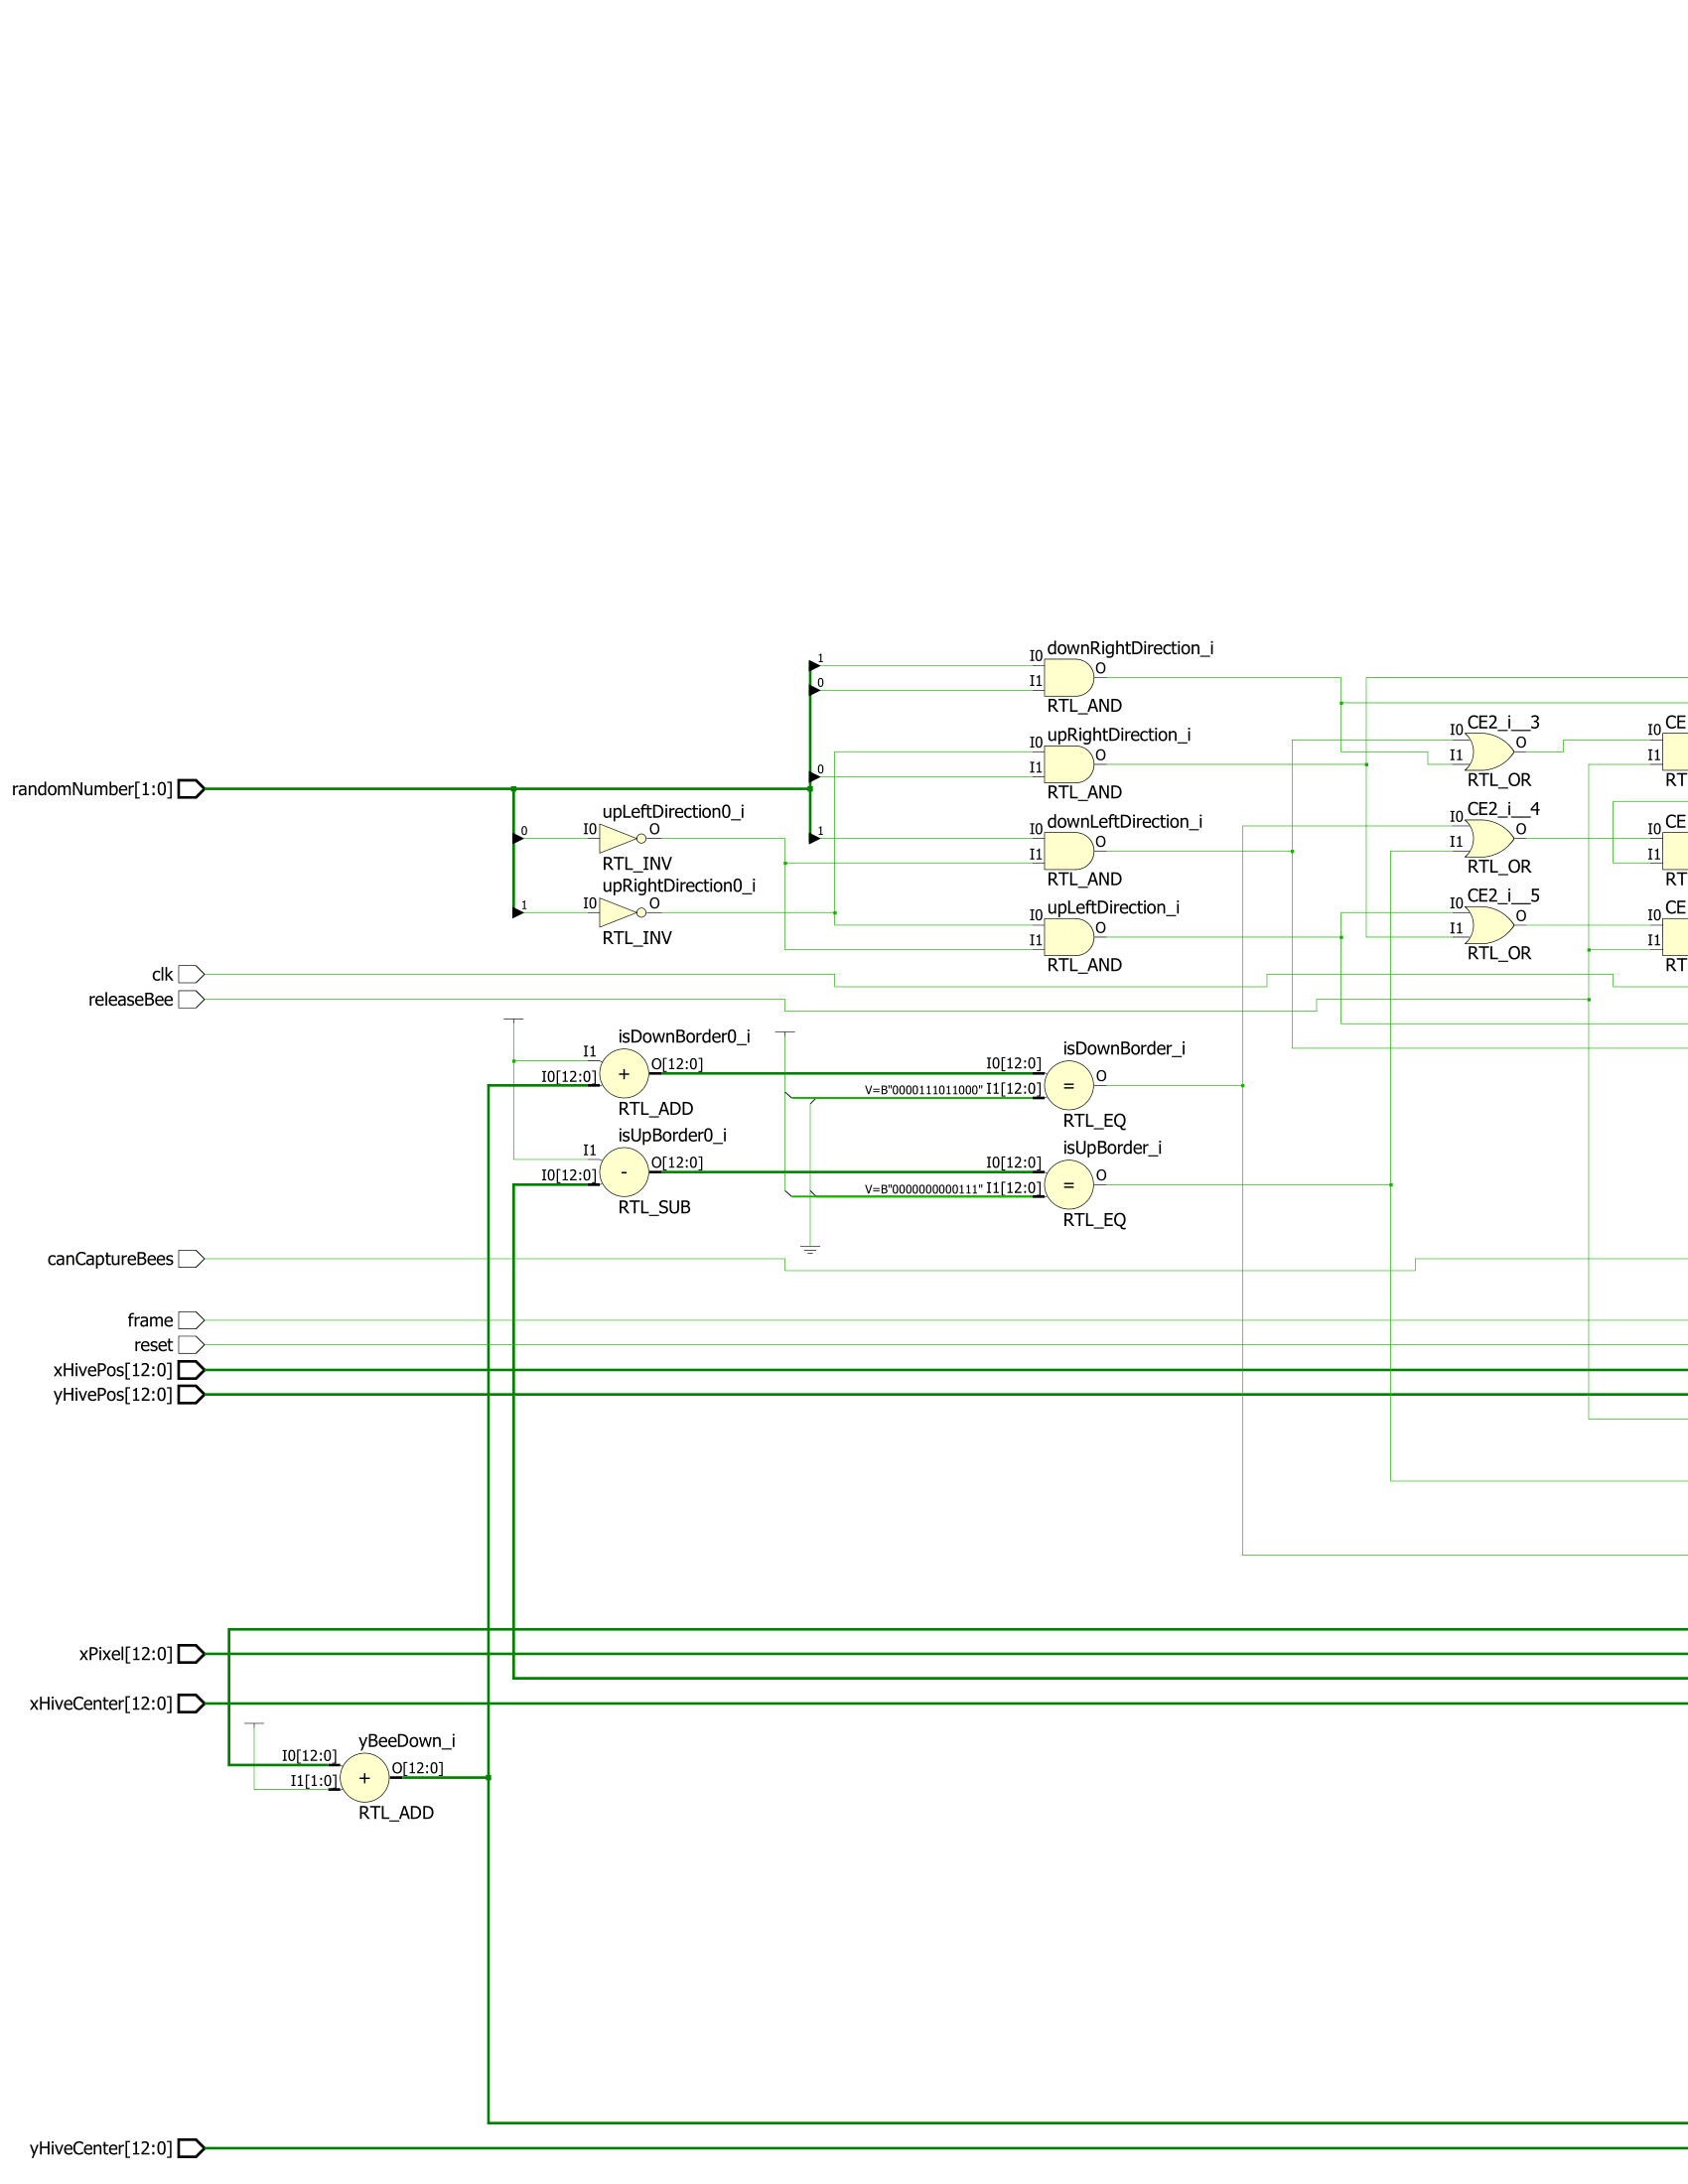 downRightDirection_i
I0
O
I1
RTL_AND
1
0
upRightDirection_i
I0
O
I1
RTL_AND
0
CE2_i__3
I0
O
I1
RTL_OR
I0
CE
I1
RT
randomNumber[1:0]
upLeftDirection0_i
0
I0
O
RTL_INV
1
downLeftDirection_i
I0
O
I1
RTL_AND
CE2_i__4
I0
O
I1
RTL_OR
I0
CE
I1
RT
upRightDirection0_i
1
I0
O
RTL_INV
upLeftDirection_i
I0
O
I1
RTL_AND
CE2_i__5
I0
O
I1
RTL_OR
I0
CE
I1
RT
clk
releaseBee
isDownBorder0_i
I1
O[12:0]
I0[12:0]
+
RTL_ADD
isDownBorder_i
I0[12:0]
O
V=B"0000111011000" I1[12:0]
=
RTL_EQ
isUpBorder0_i
I1
O[12:0]
I0[12:0]
-
RTL_SUB
isUpBorder_i
I0[12:0]
O
V=B"0000000000111" I1[12:0]
=
RTL_EQ
canCaptureBees
frame
reset
xHivePos[12:0]
yHivePos[12:0]
xPixel[12:0]
xHiveCenter[12:0]
yBeeDown_i
I0[12:0]
O[12:0]
I1[1:0]
+
RTL_ADD
yHiveCenter[12:0]